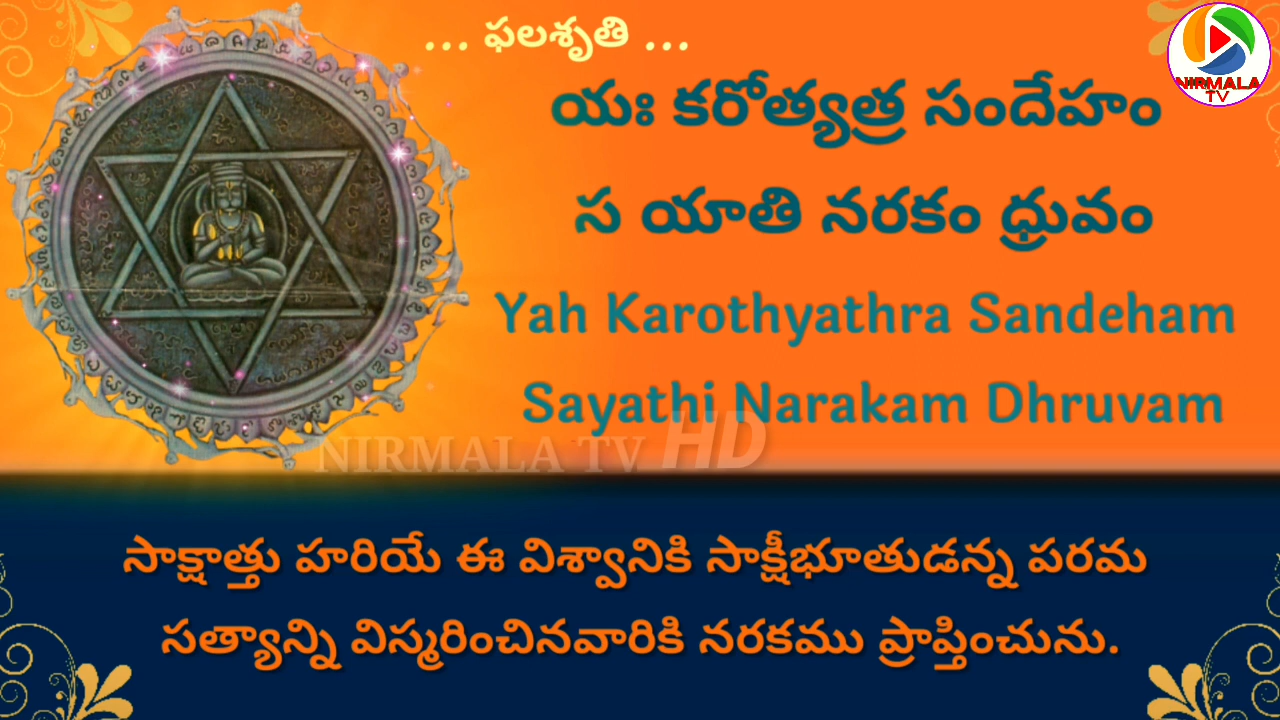 ... ఫలశృతి ...
NIRMALA
TV
యః కరోత్యత్ర సందేహం
స యాతి నరకం ధ్రువం
Yah Karothyathra Sandeham
Sayathi Narakam Dhruvam
NIRMALA TV HD
సాక్షాత్తు హరియే ఈ విశ్వానికి సాక్షీభూతుడన్న పరమ
సత్యాన్ని విస్మరించినవారికి నరకము ప్రాప్తించును.